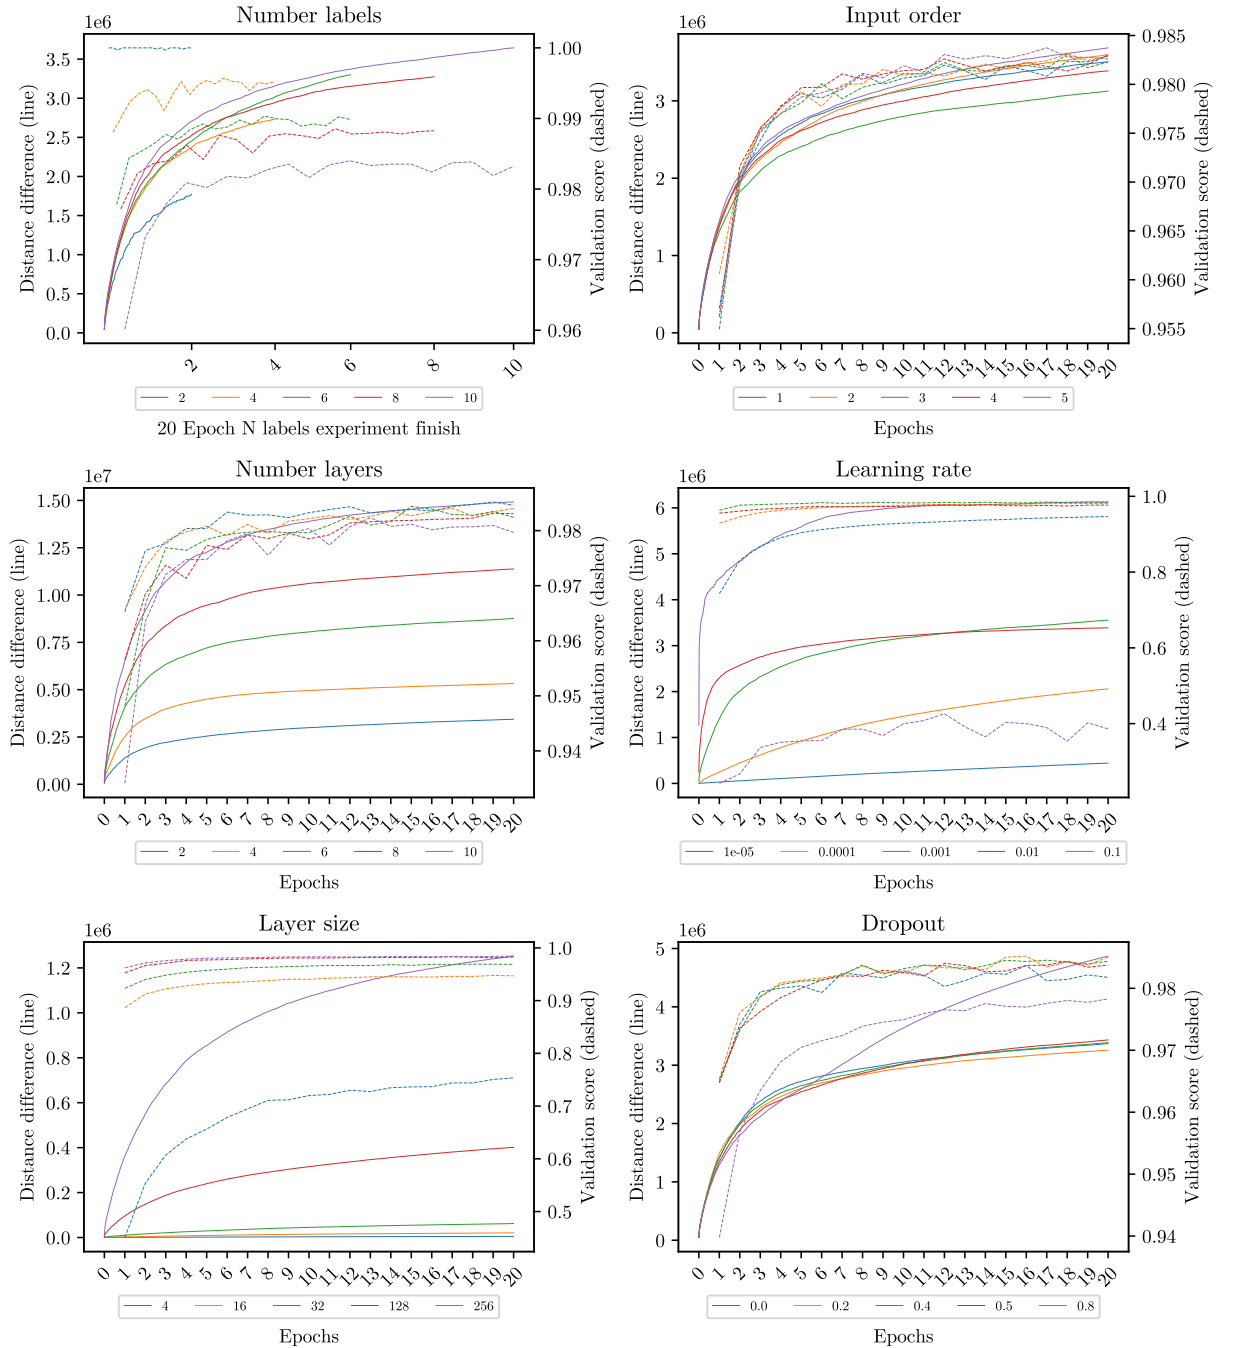 Number labels
1e6
Distance difference (line)
3.5
3.0
2.5
2.0
1.5
1.0
0.5
0.0
1.00
0.99
0.98
0.97
0.96
Validation score (dashed)
2 4 6 8 10
2 4 6 8 10
20 Epoch N labels experiment finish
Input order
1e6
Distance difference (line)
3
2
1
0
0.985
0.980
0.975
0.970
0.965
0.960
0.955
Validation score (dashed)
0 1 2 3 4 5 6 7 8 9 10 11 12 13 14 15 16 17 18 19 20
1 2 3 4 5
Epochs
Number layers
1e7
Distance difference (line)
1.50
1.25
1.00
0.75
0.50
0.25
0.00
0.98
0.97
0.96
0.95
0.94
Validation score (dashed)
0 1 2 3 4 5 6 7 8 9 10 11 12 13 14 15 16 17 18 19 20
2 4 6 8 10
Epochs
Learning rate
1e6
Distance difference (line)
6
5
4
3
2
1
0
1.0
0.8
0.6
0.4
Validation score (dashed)
0 1 2 3 4 5 6 7 8 9 10 11 12 13 14 15 16 17 18 19 20
1e-05 0.0001 0.001 0.01 0.1
Epochs
Layer size
1e6
Distance difference (line)
1.2
1.0
0.8
0.6
0.4
0.2
0.0
1.0
0.9
0.8
0.7
0.6
0.5
Validation score (dashed)
0 1 2 3 4 5 6 7 8 9 10 11 12 13 14 15 16 17 18 19 20
4 16 32 128 256
Epochs
Dropout
1e6
Distance difference (line)
5
4
3
2
1
0
0.98
0.97
0.96
0.95
0.94
Validation score (dashed)
0 1 2 3 4 5 6 7 8 9 10 11 12 13 14 15 16 17 18 19 20
0.0 0.2 0.4 0.5 0.8
Epochs